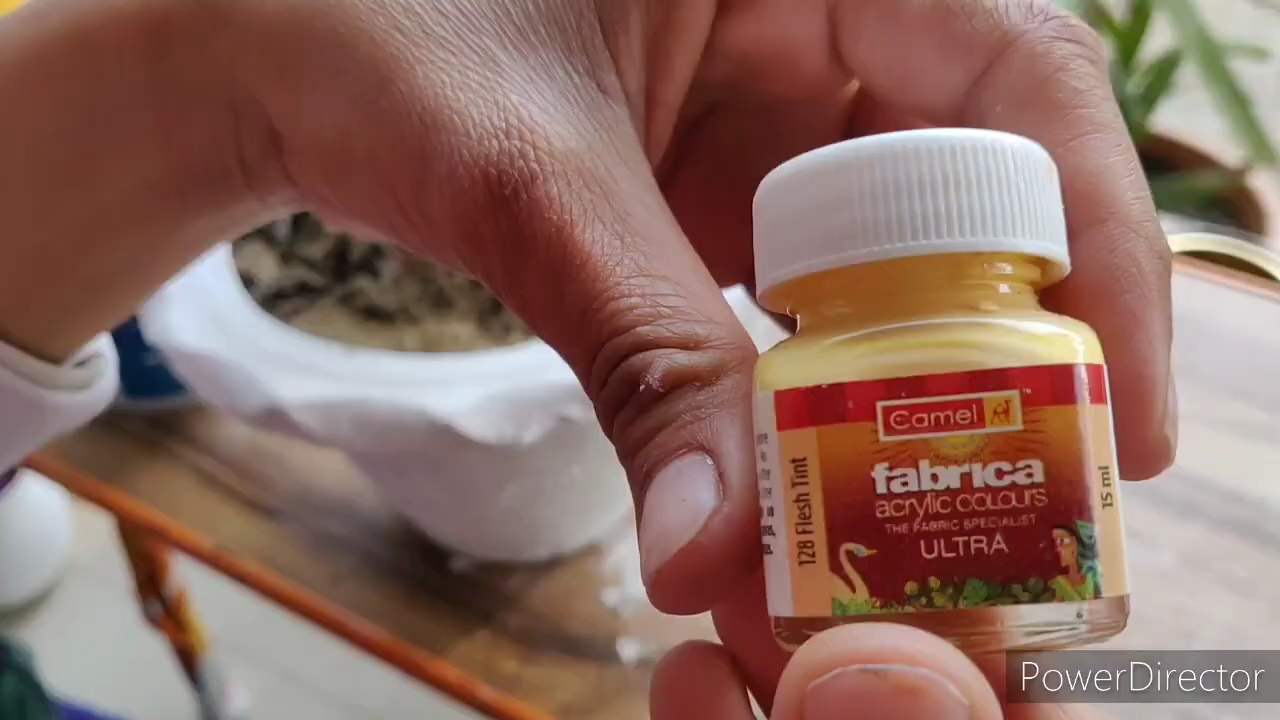 Camel
fabrica
acrylic colours
THE FABRIC SPECIALIST
ULTRA
128 Flesh Tint
15 ml
PowerDirector